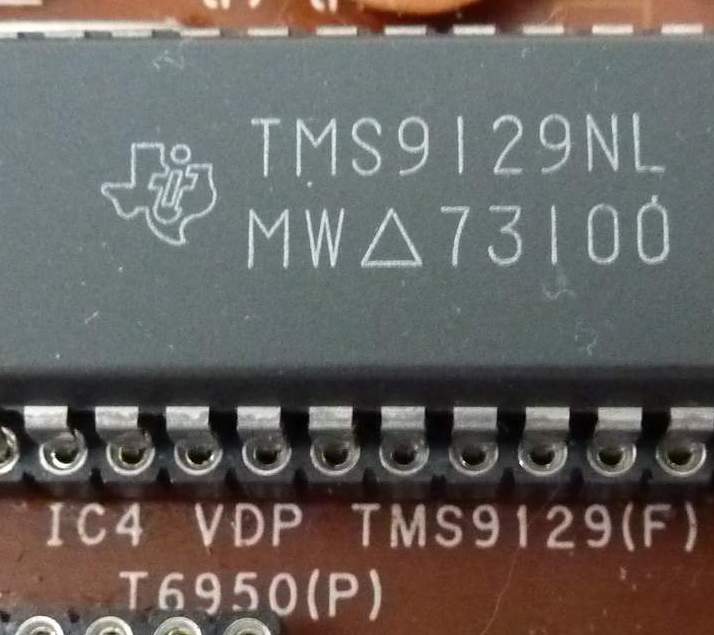 TMS9129NL
MW△73100
IC4 VDP TMS9129(F)
T6950(P)